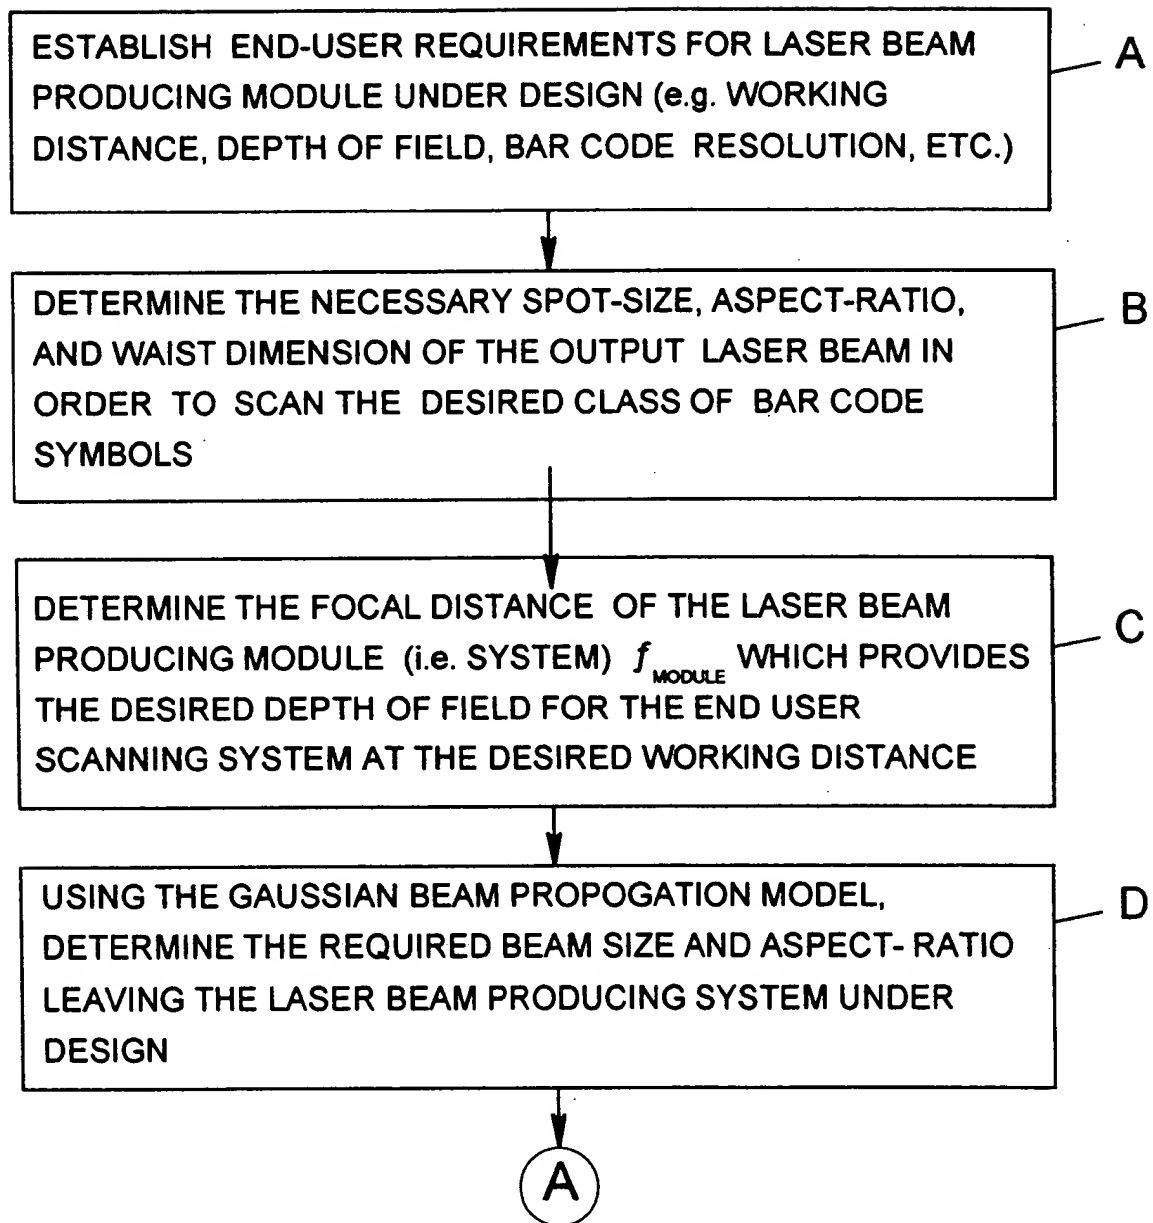 ESTABLISH END-USER REQUIREMENTS FOR LASER BEAM
PRODUCING MODULE UNDER DESIGN (e.g. WORKING
DISTANCE, DEPTH OF FIELD, BAR CODE RESOLUTION, ETC.)
A
DETERMINE THE NECESSARY SPOT-SIZE, ASPECT-RATIO,
AND WAIST DIMENSION OF THE OUTPUT LASER BEAM IN
ORDER TO SCAN THE DESIRED CLASS OF BAR CODE
SYMBOLS
B
DETERMINE THE FOCAL DISTANCE OF THE LASER BEAM
PRODUCING MODULE (i.e. SYSTEM) f MODULE WHICH PROVIDES
THE DESIRED DEPTH OF FIELD FOR THE END USER
SCANNING SYSTEM AT THE DESIRED WORKING DISTANCE
C
USING THE GAUSSIAN BEAM PROPOGATION MODEL,
DETERMINE THE REQUIRED BEAM SIZE AND ASPECT- RATIO
LEAVING THE LASER BEAM PRODUCING SYSTEM UNDER
DESIGN
D
A